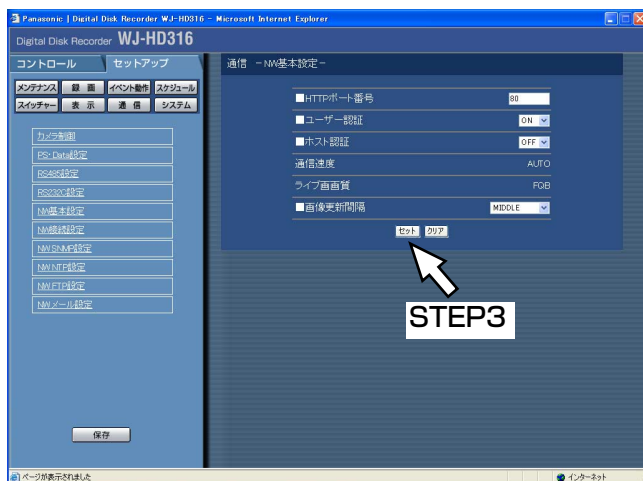 Panasonic | Digital Disk Recorder WJ-HD316 - Microsoft Internet Explorer
Digital Disk Recorder WJ-HD316
コントロール
セットアップ
メンテナンス 録 画 イベント動作 スケジュール
スイッチャー 表 示 通 信 システム
カメラ制御
PS･Data設定
RS485設定
RS232C設定
NW基本設定
NW接続設定
NW SNMP設定
NW NTP設定
NW FTP設定
NW メール設定
保存
通信 －NW基本設定－
■HTTPポート番号 80
■ユーザー認証 ON
■ホスト認証 OFF
通信速度 AUTO
ライブ画画質 FQB
■画像更新間隔 MIDDLE
セット クリア
STEP3
ページが表示されました
インターネット